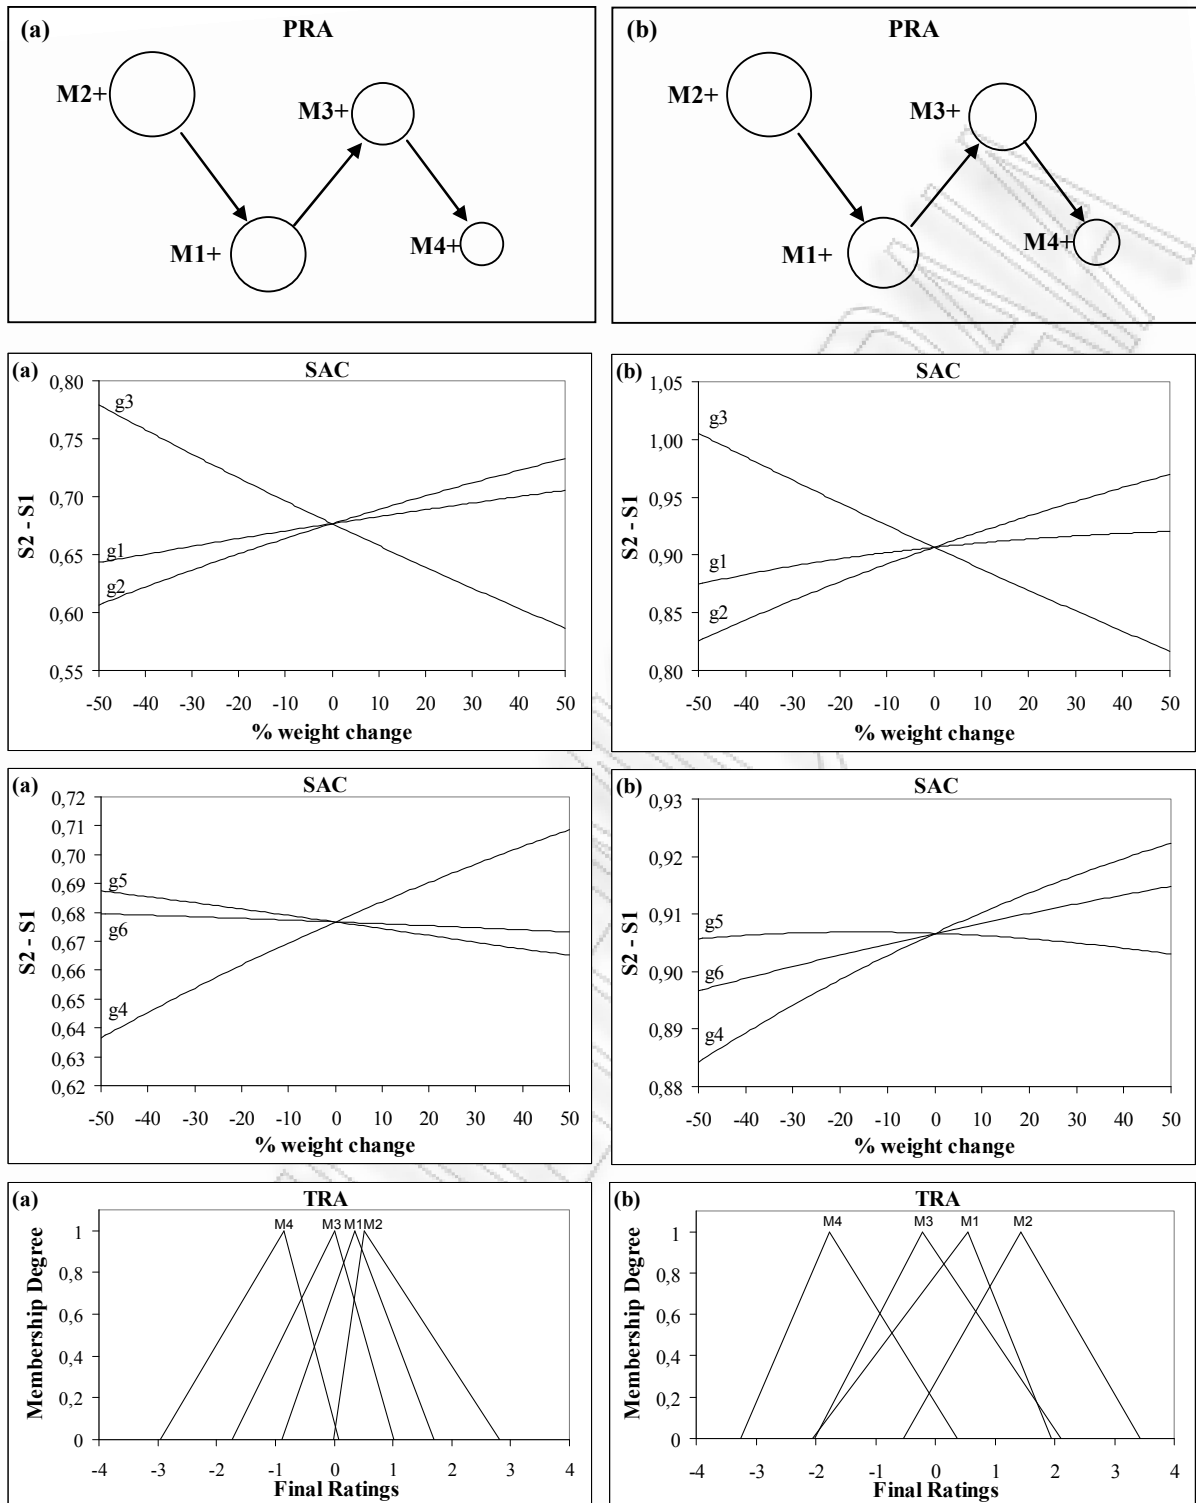 (a) PRA
M2+
M3+
M1+
M4+
(b) PRA
M2+
M3+
M1+
M4+
(a) SAC
0,80
0,75
0,70
0,65
0,60
0,55
S2 - S1
g3
g1
g2
-50 -40 -30 -20 -10 0 10 20 30 40 50
% weight change
(b) SAC
1,05
1,00
0,95
0,90
0,85
0,80
S2 - S1
g3
g1
g2
-50 -40 -30 -20 -10 0 10 20 30 40 50
% weight change
(a) SAC
0,72
0,71
0,70
0,69
0,68
0,67
0,66
0,65
0,64
0,63
0,62
S2 - S1
g5
g6
g4
-50 -40 -30 -20 -10 0 10 20 30 40 50
% weight change
(b) SAC
0,93
0,92
0,91
0,90
0,89
0,88
S2 - S1
g5
g6
g4
-50 -40 -30 -20 -10 0 10 20 30 40 50
% weight change
(a) TRA
M4 M3 M1 M2
1
0,8
0,6
0,4
0,2
0
Membership Degree
-4 -3 -2 -1 0 1 2 3 4
Final Ratings
(b) TRA
M4 M3 M1 M2
1
0,8
0,6
0,4
0,2
0
Membership Degree
-4 -3 -2 -1 0 1 2 3 4
Final Ratings